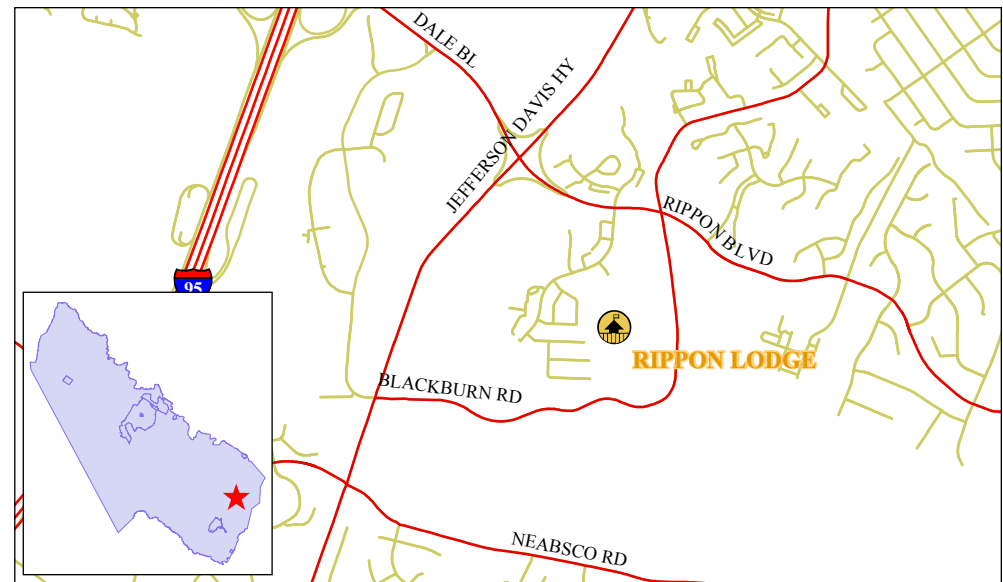 DALE BL
JEFFERSON DAVIS HY
RIPPON BLVD
95
RIPPON LODGE
BLACKBURN RD
NEABSCO RD